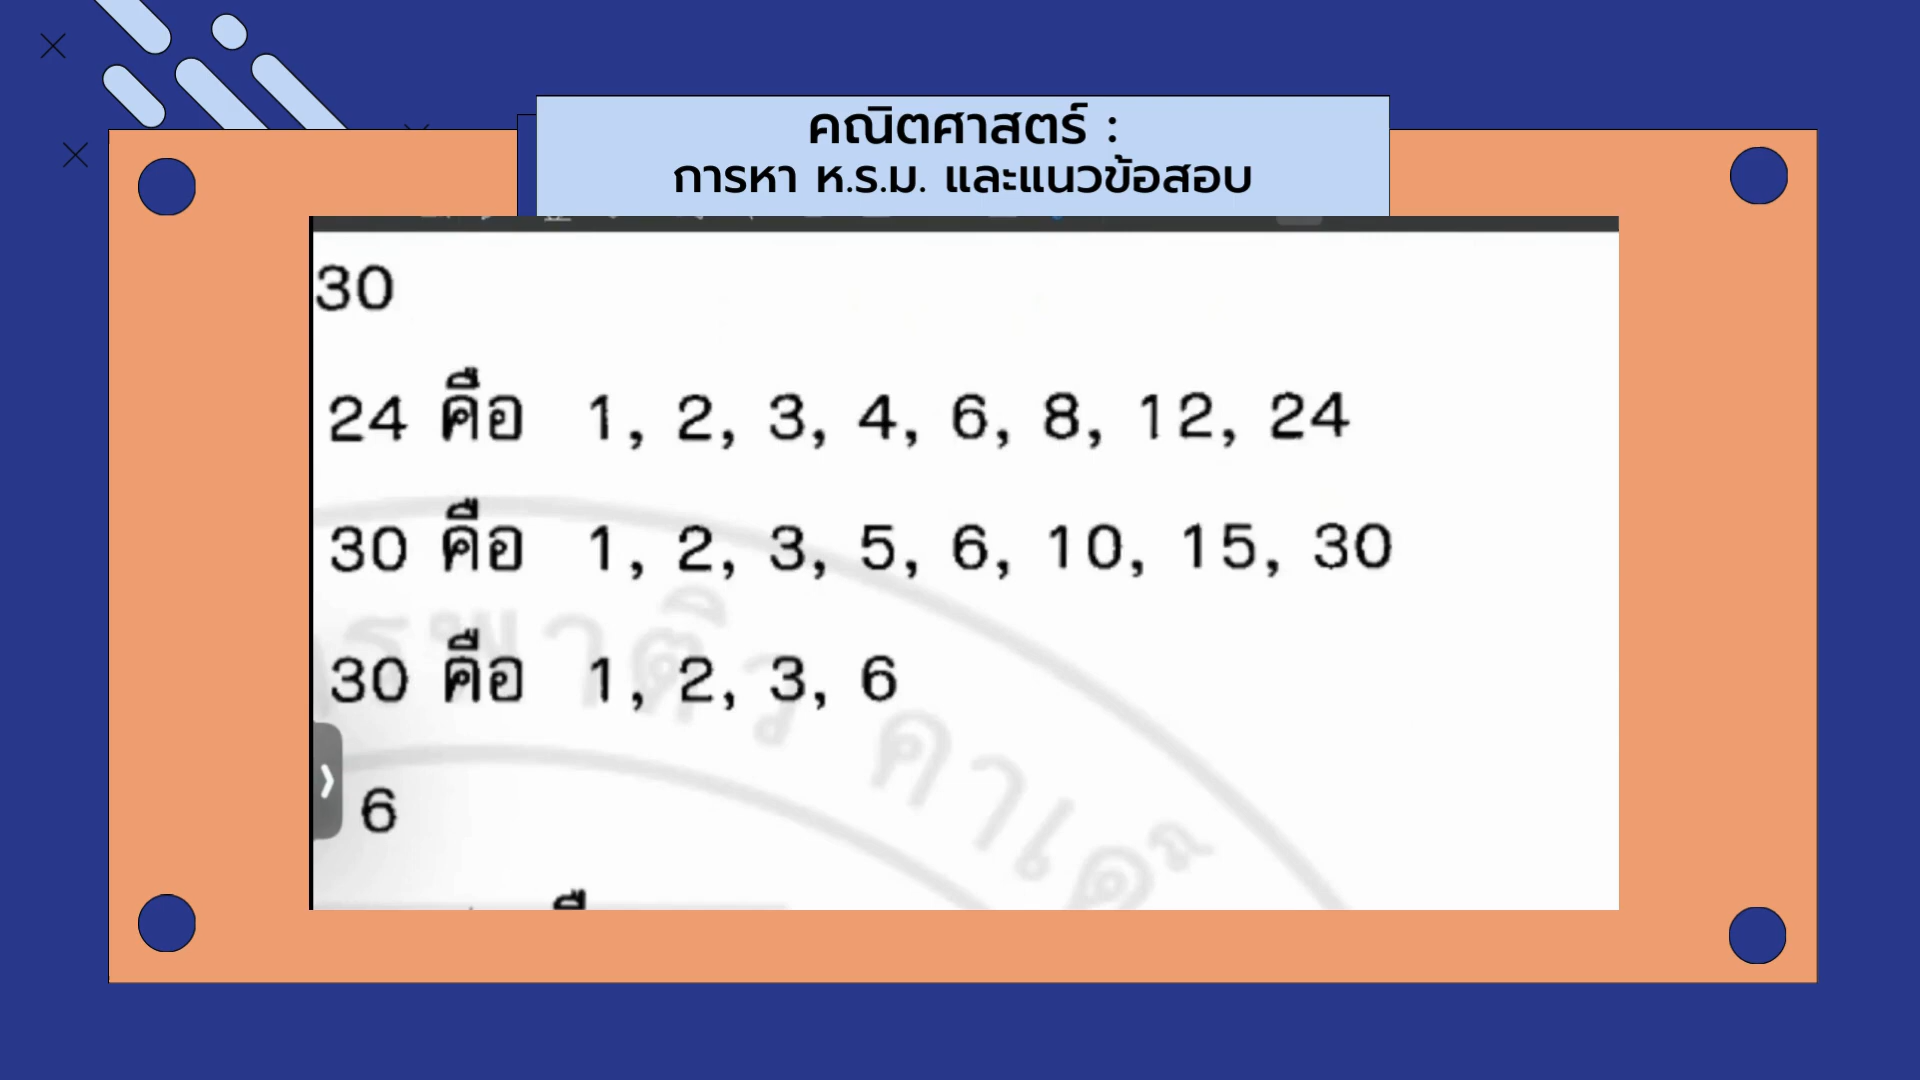 คณิตศาสตร์ :
การหา ห.ร.ม. และแนวข้อสอบ
30
24 คือ 1, 2, 3, 4, 6, 8, 12, 24
30 คือ 1, 2, 3, 5, 6, 10, 15, 30
30 คือ 1, 2, 3, 6
6